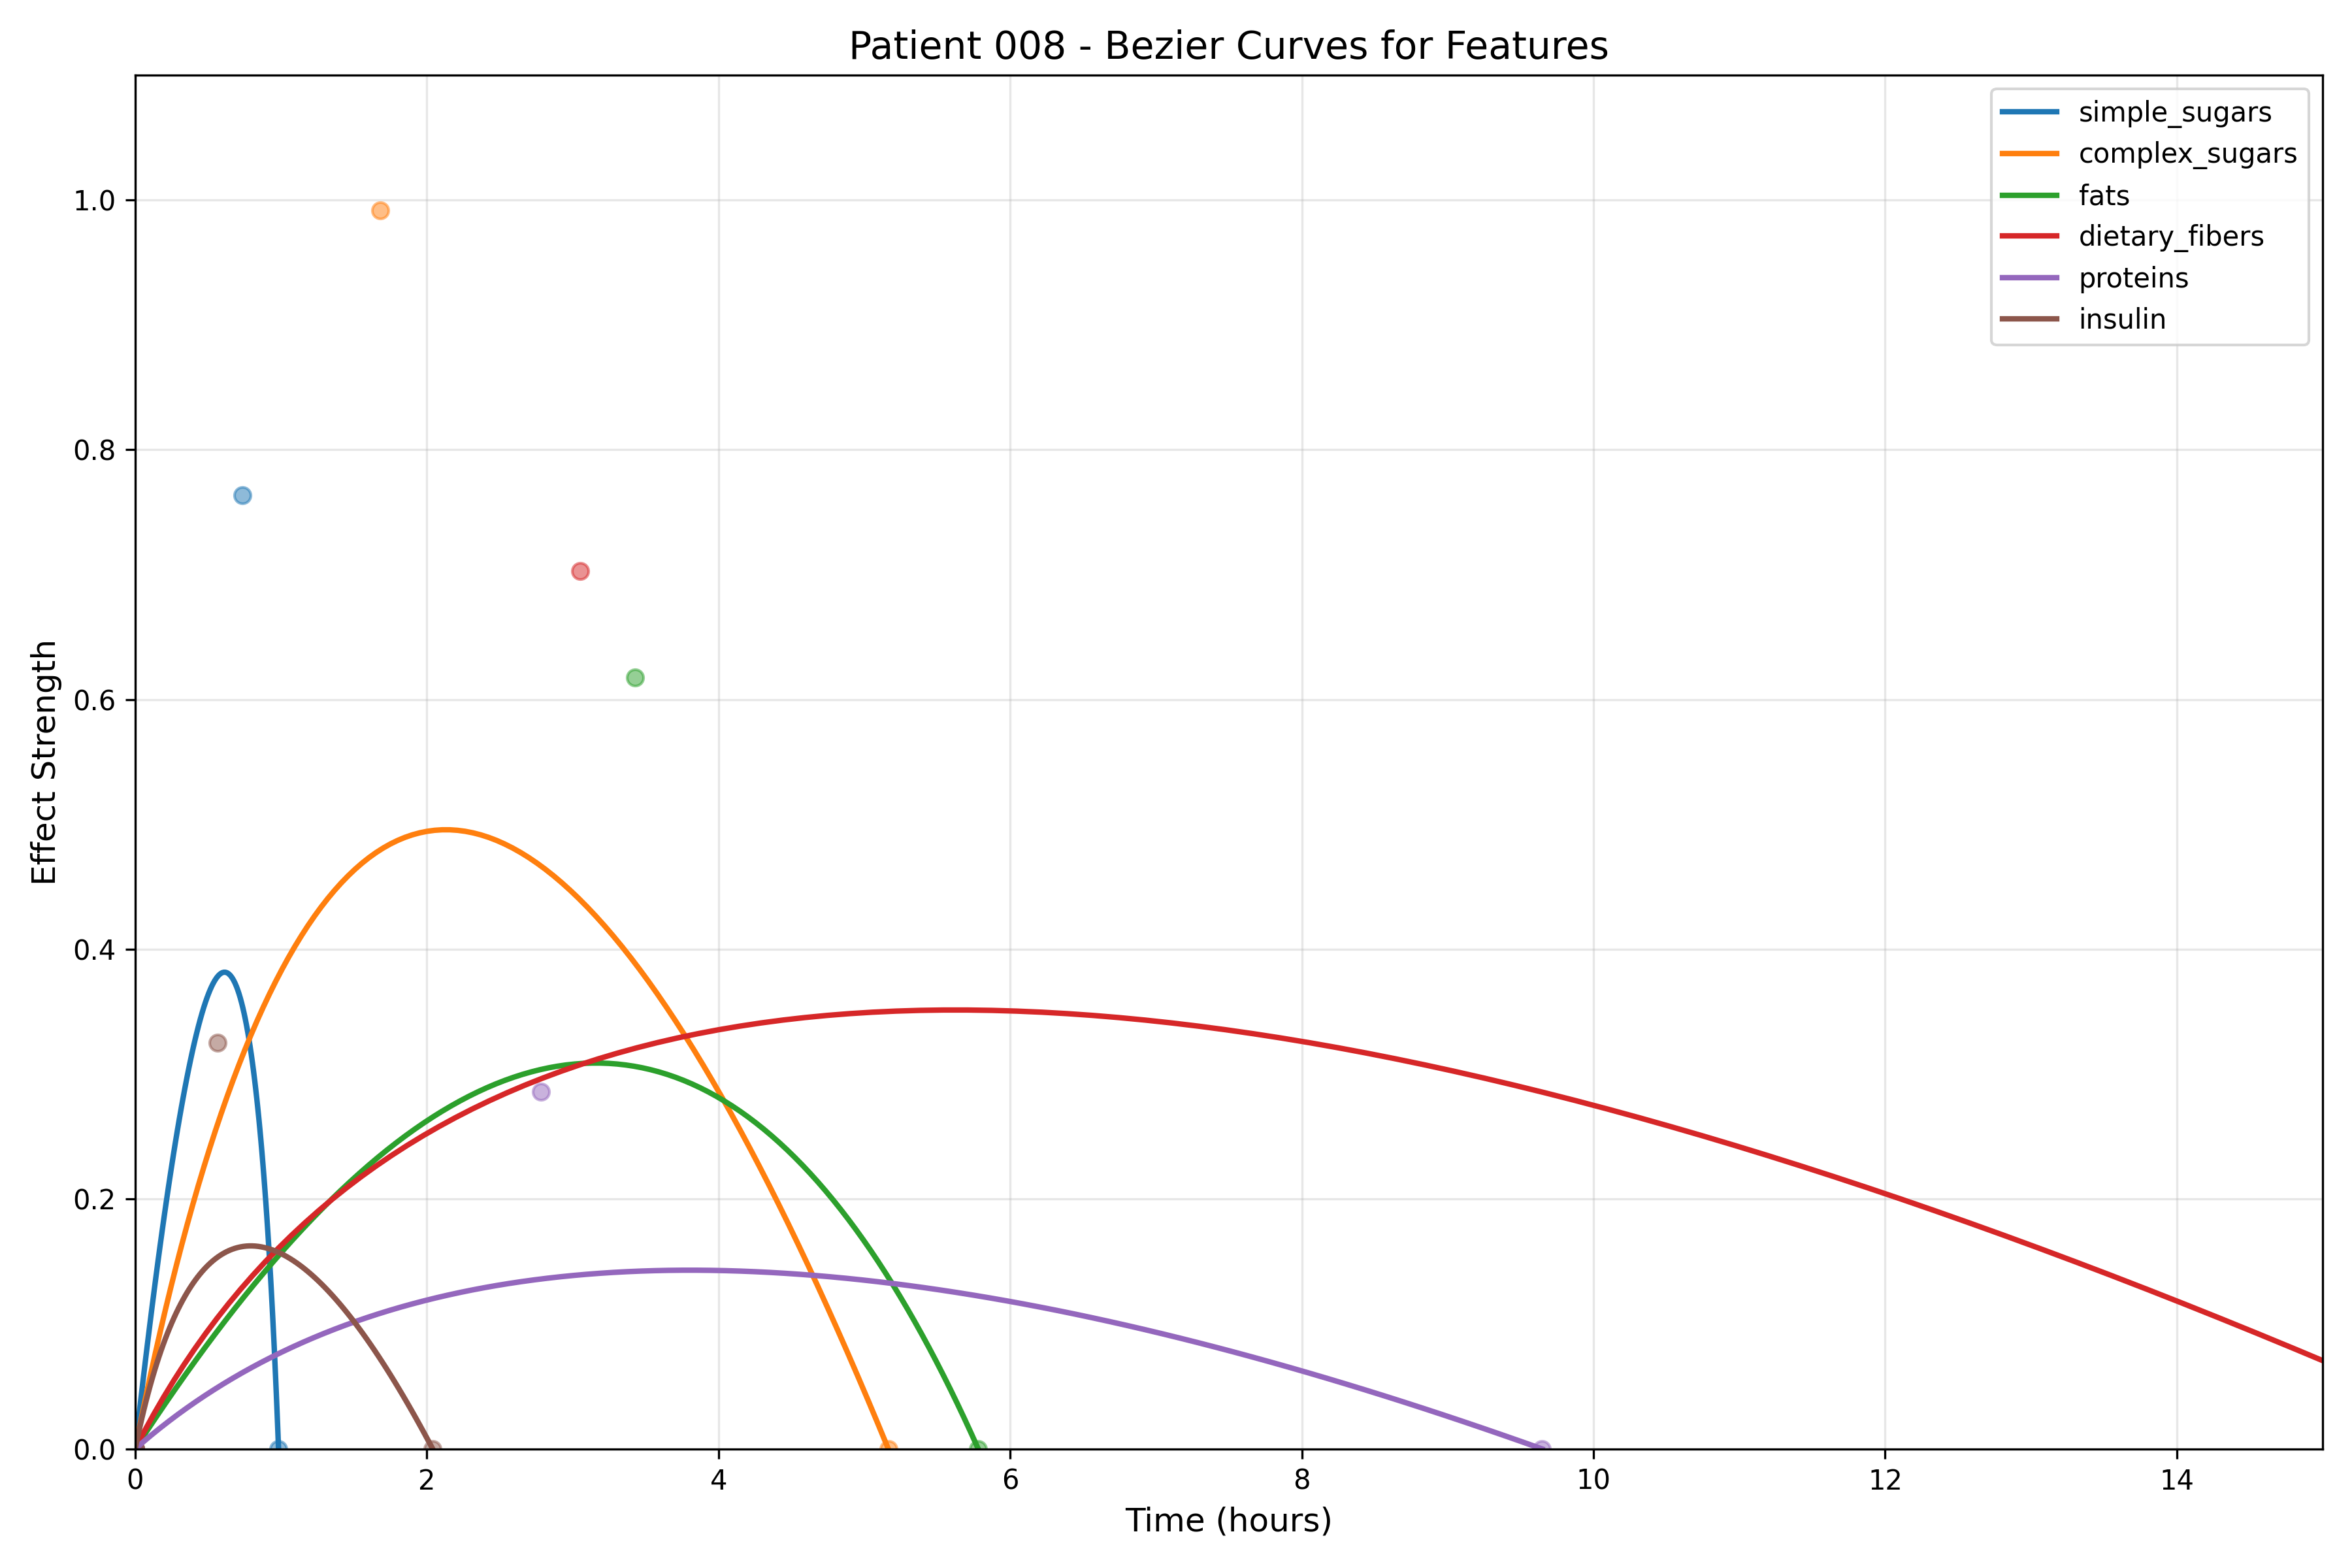 Patient 008 - Bezier Curves for Features
simple_sugars
complex_sugars
fats
dietary_fibers
proteins
insulin
Effect Strength
1.0
0.8
0.6
0.4
0.2
0.0
0 2 4 6 8 10 12 14
Time (hours)